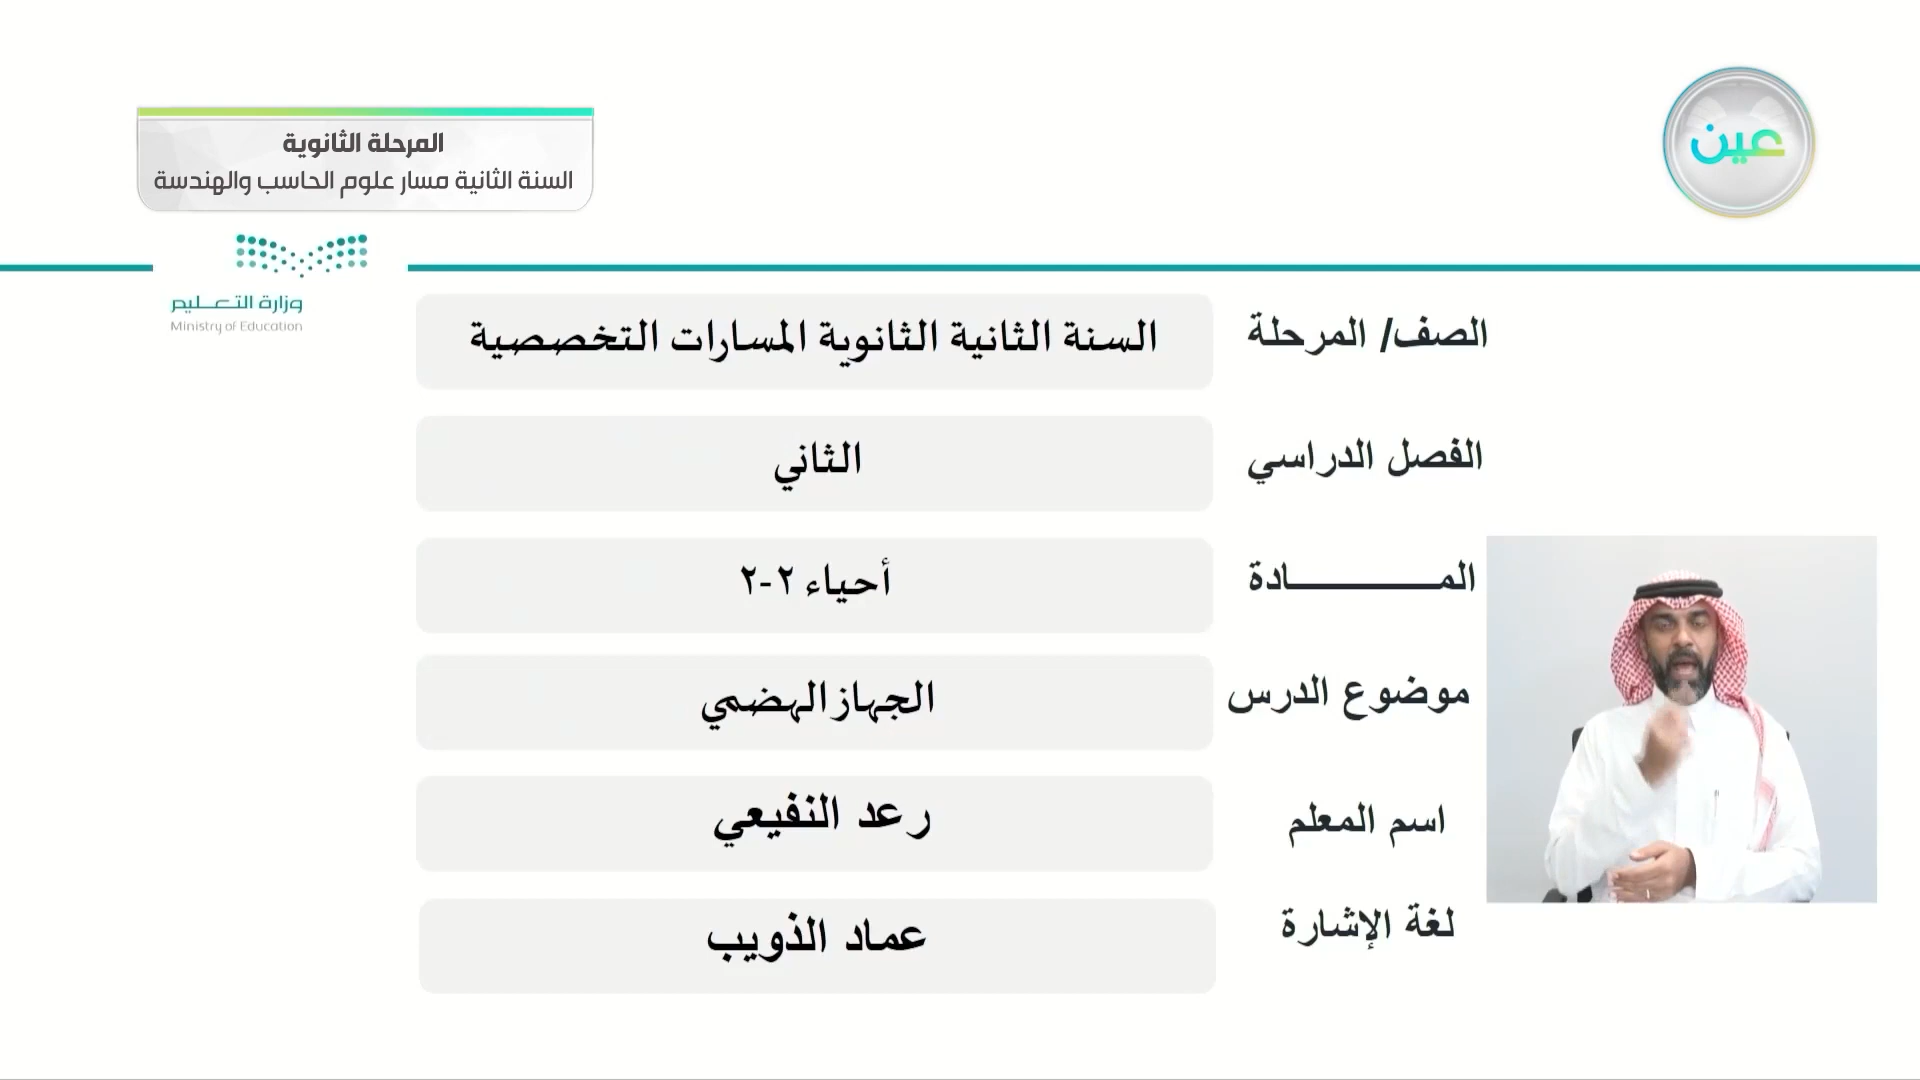 المرحلة الثانوية
السنة الثانية مسار علوم الحاسب والهندسة
عين
وزارة التعليم
Ministry of Education
الصف/ المرحلة
السنة الثانية الثانوية المسارات التخصصية
الفصل الدراسي
الثاني
المــــــــــــادة
أحياء ٢-٢
موضوع الدرس
الجهاز الهضمي
اسم المعلم
رعد النفيعي
لغة الإشارة
عماد الذويب